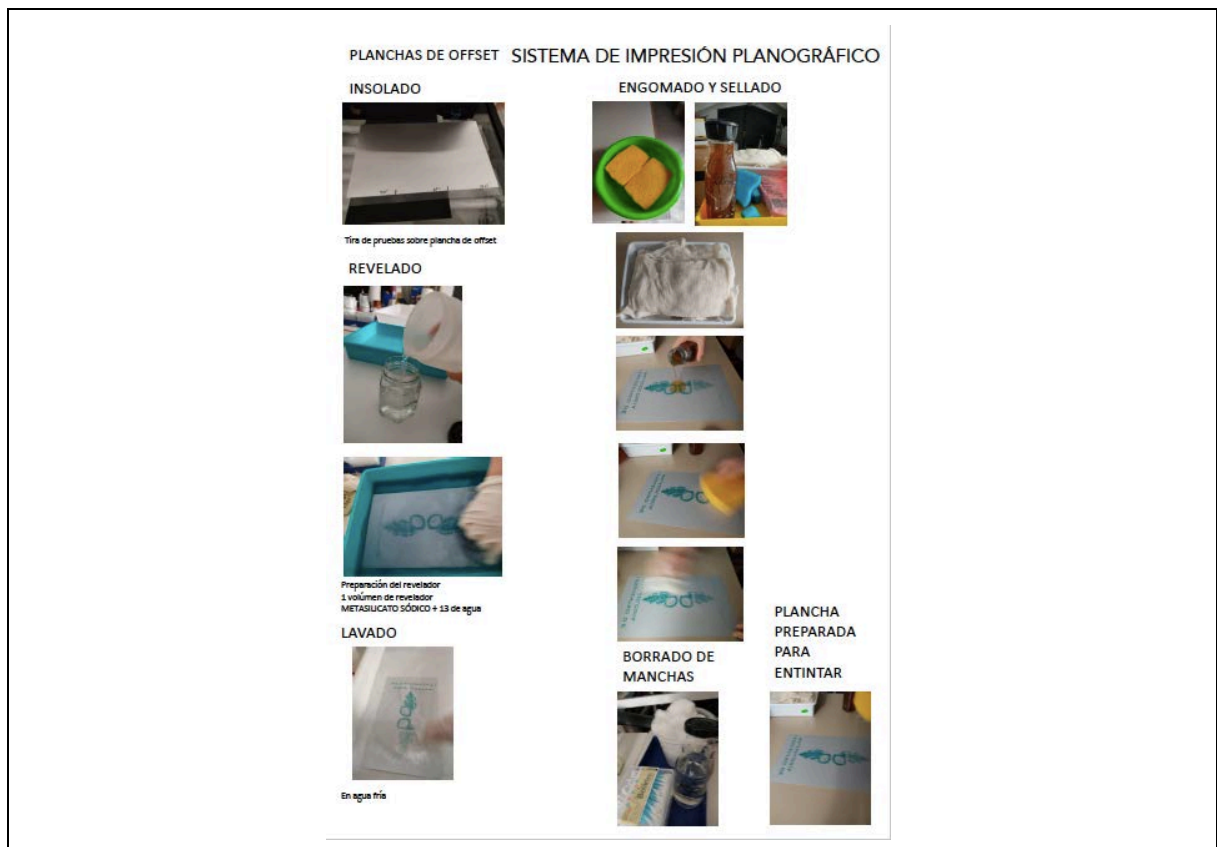 PLANCHAS DE OFFSET SISTEMA DE IMPRESIÓN PLANOGRÁFICO
INSOLADO
Tira de pruebas sobre plancha de offset
REVELADO
Preparación del revelador
1 volúmen de revelador
METASILICATO SÓDICO + 13 de agua
LAVADO
En agua fría
ENGOMADO Y SELLADO
BORRADO DE
MANCHAS
PLANCHA
PREPARADA
PARA
ENTINTAR